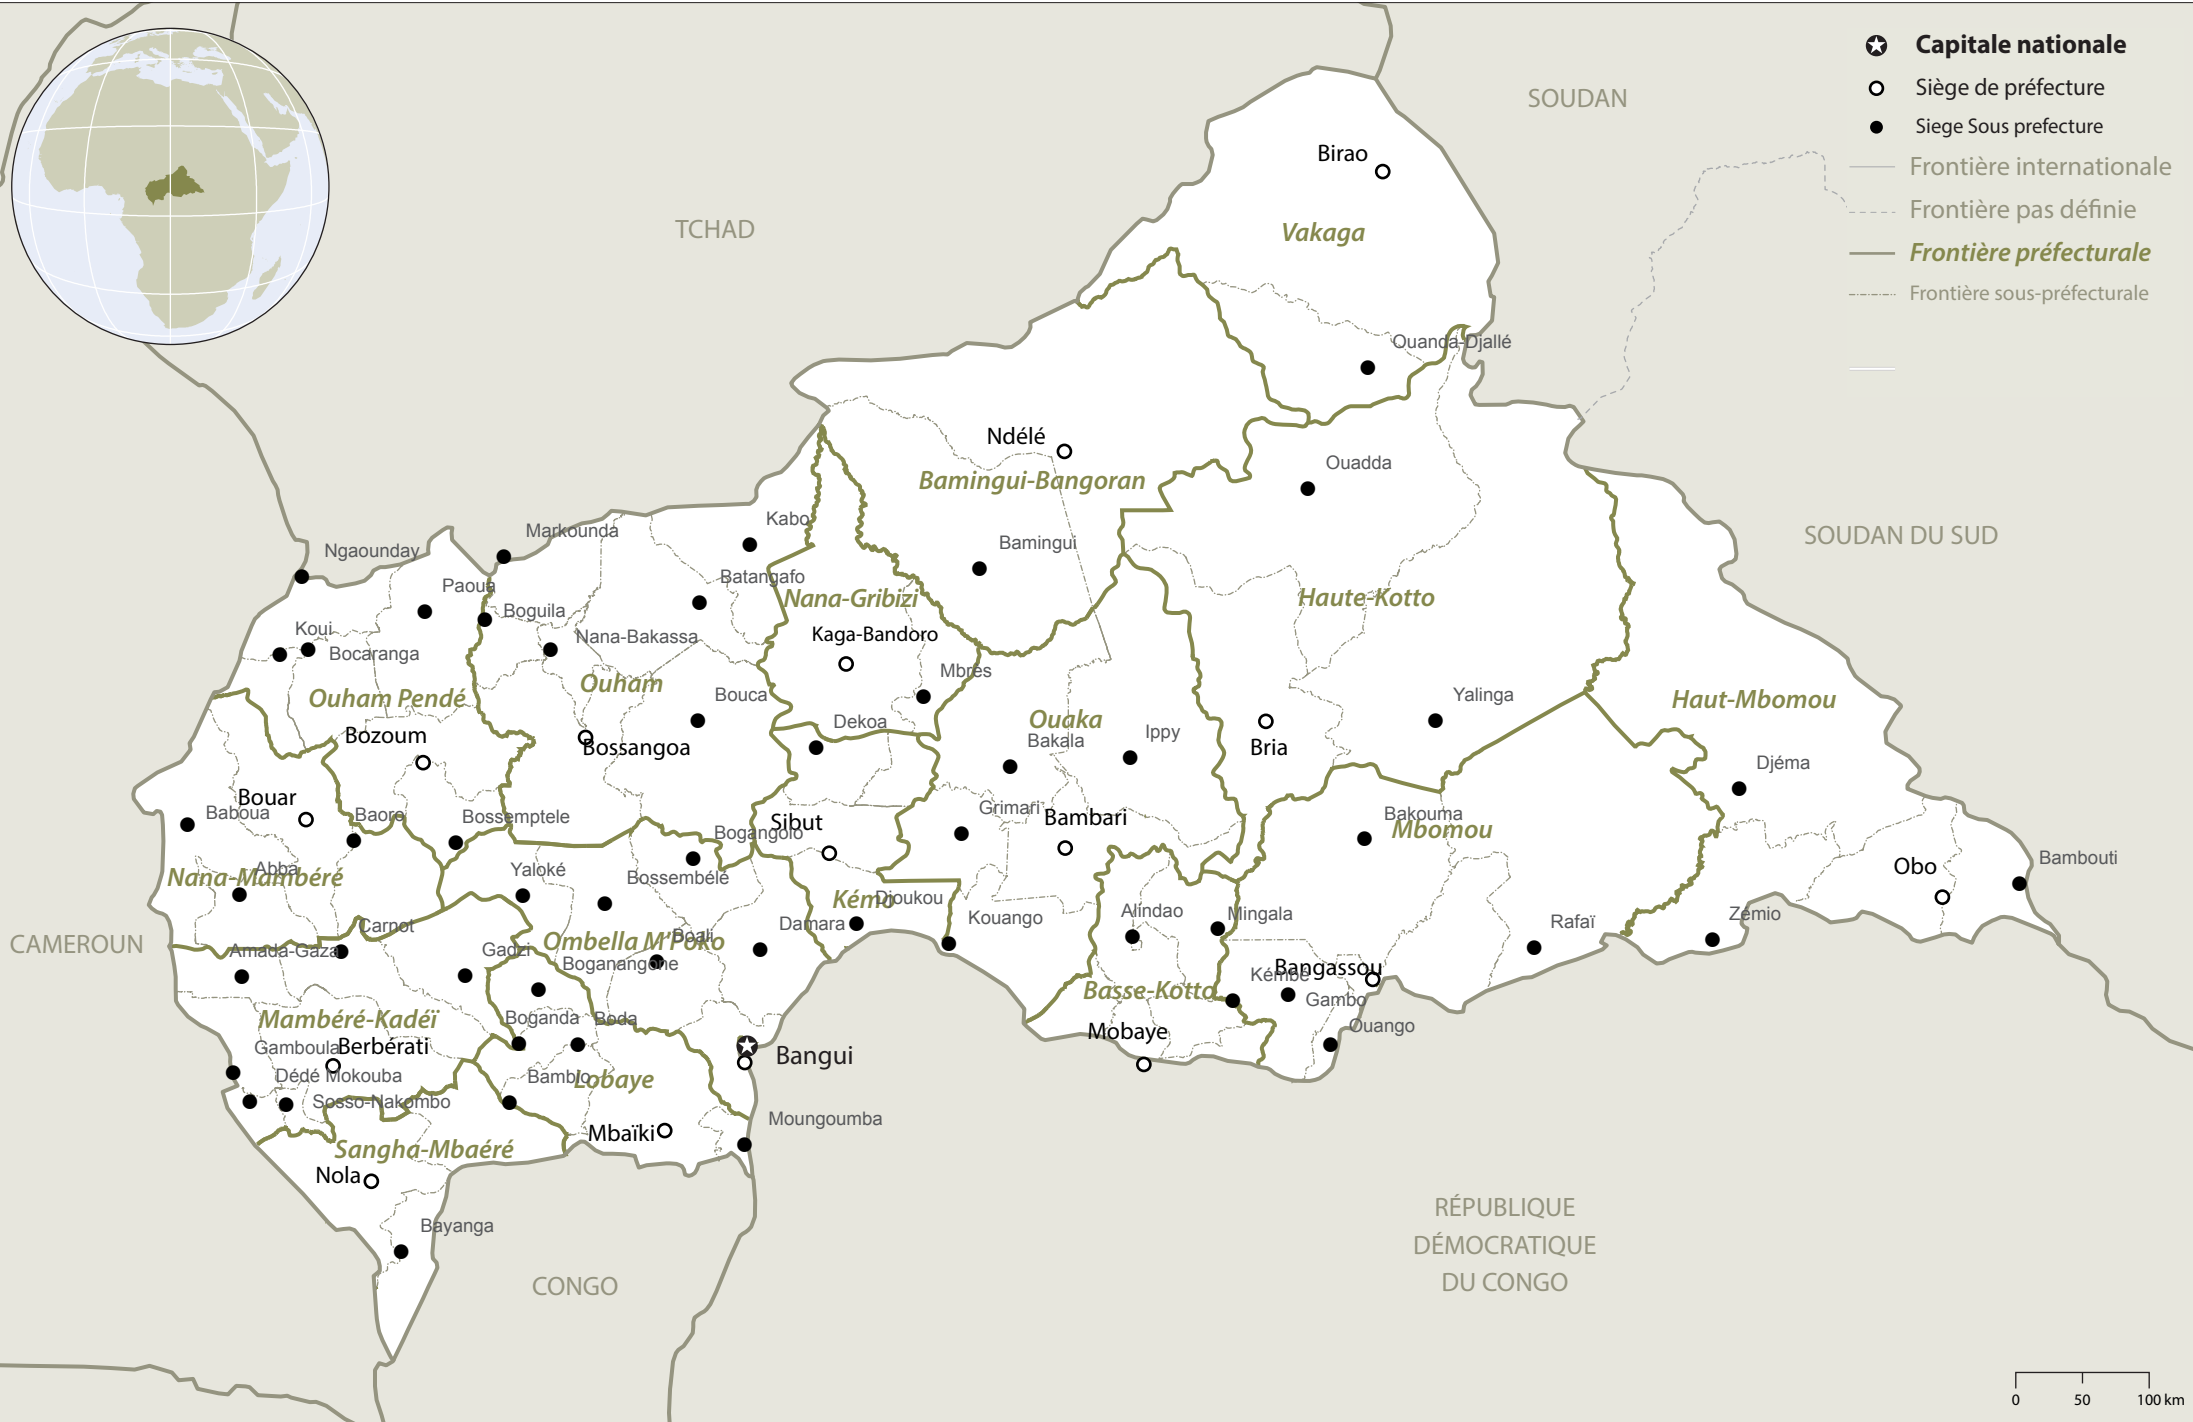 Capitale nationale
Siège de préfecture
Siege Sous prefecture
Frontière internationale
Frontière pas définie
Frontière préfecturale
Frontière sous-préfecturale
SOUDAN
TCHAD
Birao
Vakaga
Ouanda-Djallé
Ndélé
Bamingui-Bangoran
Ouadda
Kabo
Markounda
Bamingui
SOUDAN DU SUD
Ngaounday
Batangafo
Paoua
Nana-Gribizi
Haute-Kotto
Boguila
Koui
Nana-Bakassa
Kaga-Bandoro
Bocaranga
Mbrès
Ouham
Ouham Pendé
Bouca
Yalinga
Haut-Mbomou
Dekoa
Ouaka
Bozoum
Bossangoa
Bakala
Ippy
Bria
Djéma
Bouar
Baboua
Baoro
Bossemptele
Bogangolo
Sibut
Grimari
Bambari
Bakouma
Mbomou
Bambouti
Obo
Abba
Nana-Mambéré
Yaloké
Bossembélé
Kémo
Djoukou
Kouango
Alindao
Mingala
Rafaï
Zémio
Carnot
Damara
CAMEROUN
Amada-Gaza
Gadzi
Ombella M'Poko
Boali
Boganangone
Bangassou
Kémbé
Basse-Kotto
Gambo
Mambéré-Kadéï
Boganda
Boda
Ouango
Mobaye
Gamboula
Berbérati
Bangui
Dédé Mokouba
Bambio
Lobaye
Sosso-Nakombo
Moungoumba
Mbaïki
Sangha-Mbaéré
Nola
Bayanga
CONGO
RÉPUBLIQUE
DÉMOCRATIQUE
DU CONGO
0 50 100 km